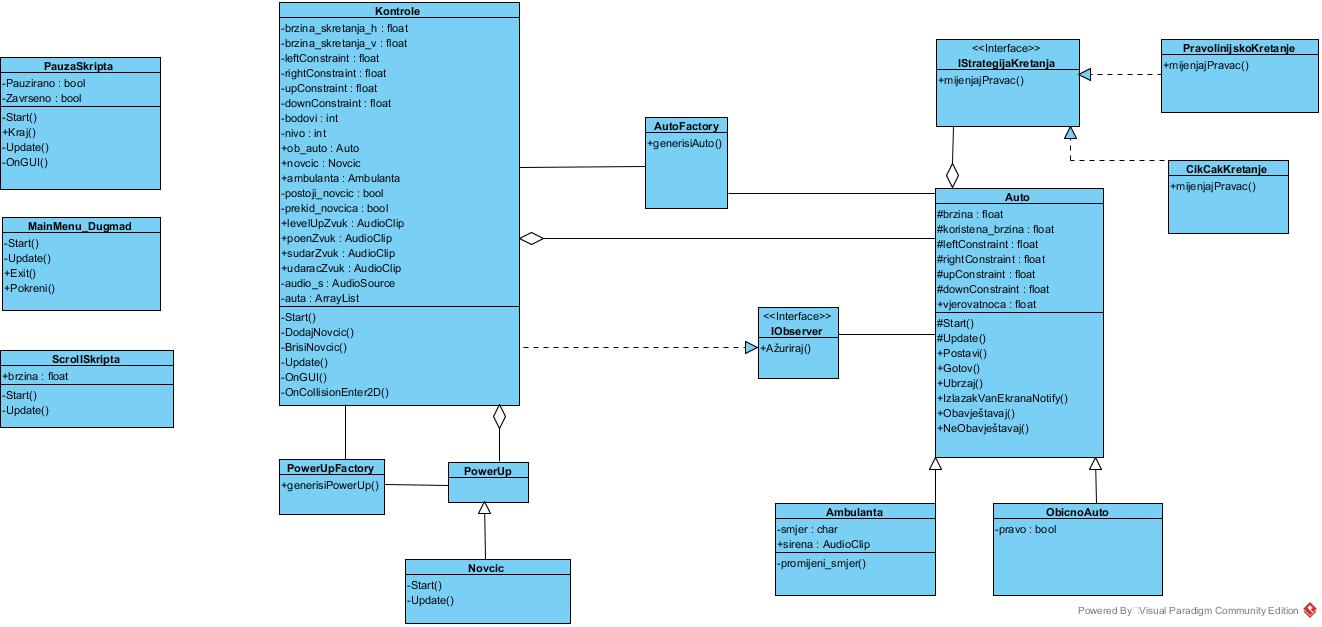 PauzaSkripta
-Pauzirano : bool
-Zavrseno : bool
-Start()
+Kraj()
-Update()
-OnGUI()
MainMenu_Dugmad
-Start()
-Update()
+Exit()
+Pokreni()
ScrollSkripta
+brzina : float
-Start()
-Update()
Kontrole
-brzina_skretanja_h : float
-brzina_skretanja_v : float
-leftConstraint : float
-rightConstraint : float
-upConstraint : float
-downConstraint : float
-bodovi : int
-nivo : int
+ob_auto : Auto
+novcic : Novcic
+ambulanta : Ambulanta
-postoji_novcic : bool
-prekid_novcica : bool
+levelUpZvuk : AudioClip
+poenZvuk : AudioClip
+sudarZvuk : AudioClip
+udaracZvuk : AudioClip
-audio_s : AudioSource
-auta : ArrayList
-Start()
-DodajNovcic()
-BrisiNovcic()
-Update()
-OnGUI()
-OnCollisionEnter2D()
PowerUpFactory
+generisiPowerUp()
PowerUp
Novcic
-Start()
-Update()
AutoFactory
+generisiAuto()
<<Interface>>
IObserver
+Ažuriraj()
<<Interface>>
IStrategijaKretanja
+mijenjajPravac()
PravolinijskoKretanje
+mijenjajPravac()
CikCakKretanje
+mijenjajPravac()
Auto
#brzina : float
#koristena_brzina : float
#leftConstraint : float
#rightConstraint : float
#upConstraint : float
#downConstraint : float
+vjerovatnoca : float
#Start()
#Update()
+Postavi()
+Gotov()
+Ubrzaj()
+IzlazakVanEkranaNotify()
+Obavještavaj()
+NeObavještavaj()
Ambulanta
-smjer : char
+sirena : AudioClip
-promijeni_smjer()
ObicnoAuto
-pravo : bool
Powered By Visual Paradigm Community Edition